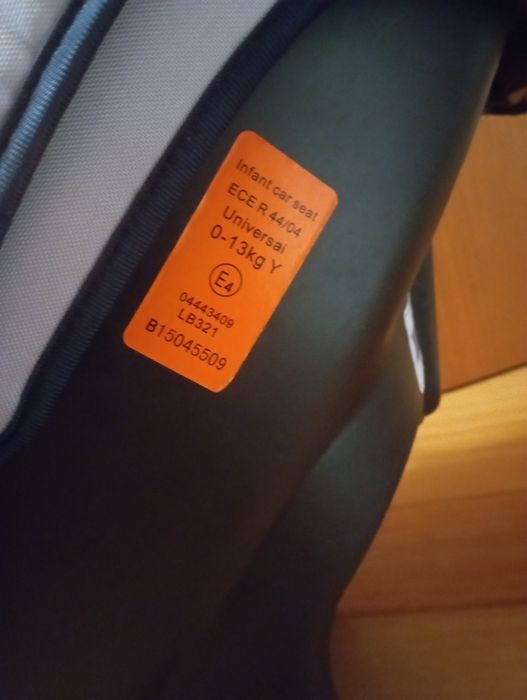 Infant car seat
ECE R 44/04
Universal
0-13kg Y
E4
04443409
LB321
B15045509